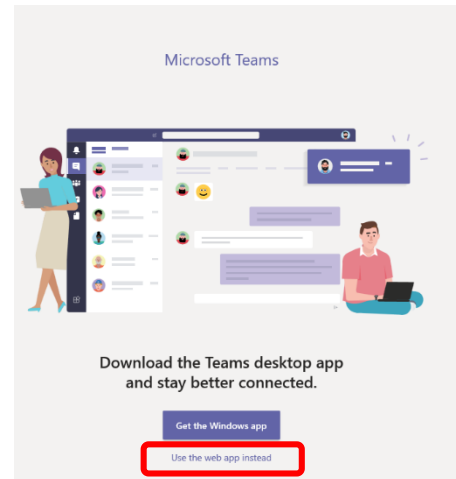 Microsoft Teams
Download the Teams desktop app
and stay better connected.
Get the Windows app
Use the web app instead